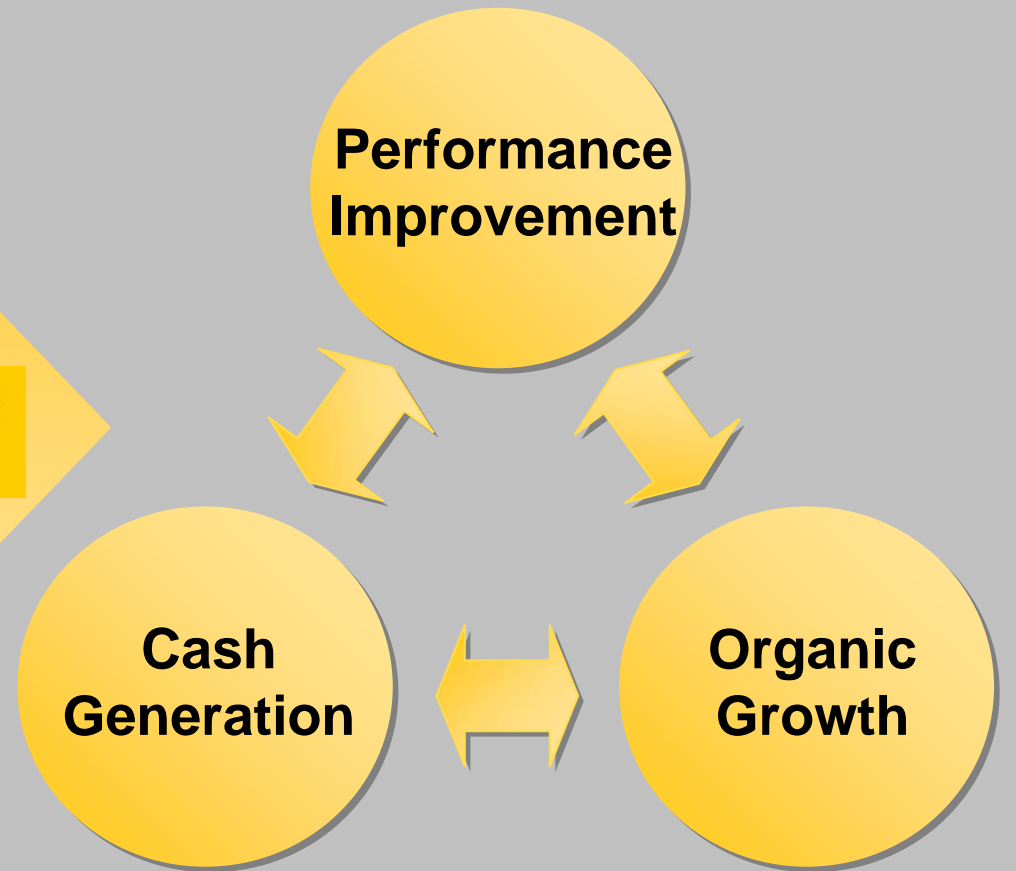 Performance
Improvement
Cash
Generation
Organic
Growth